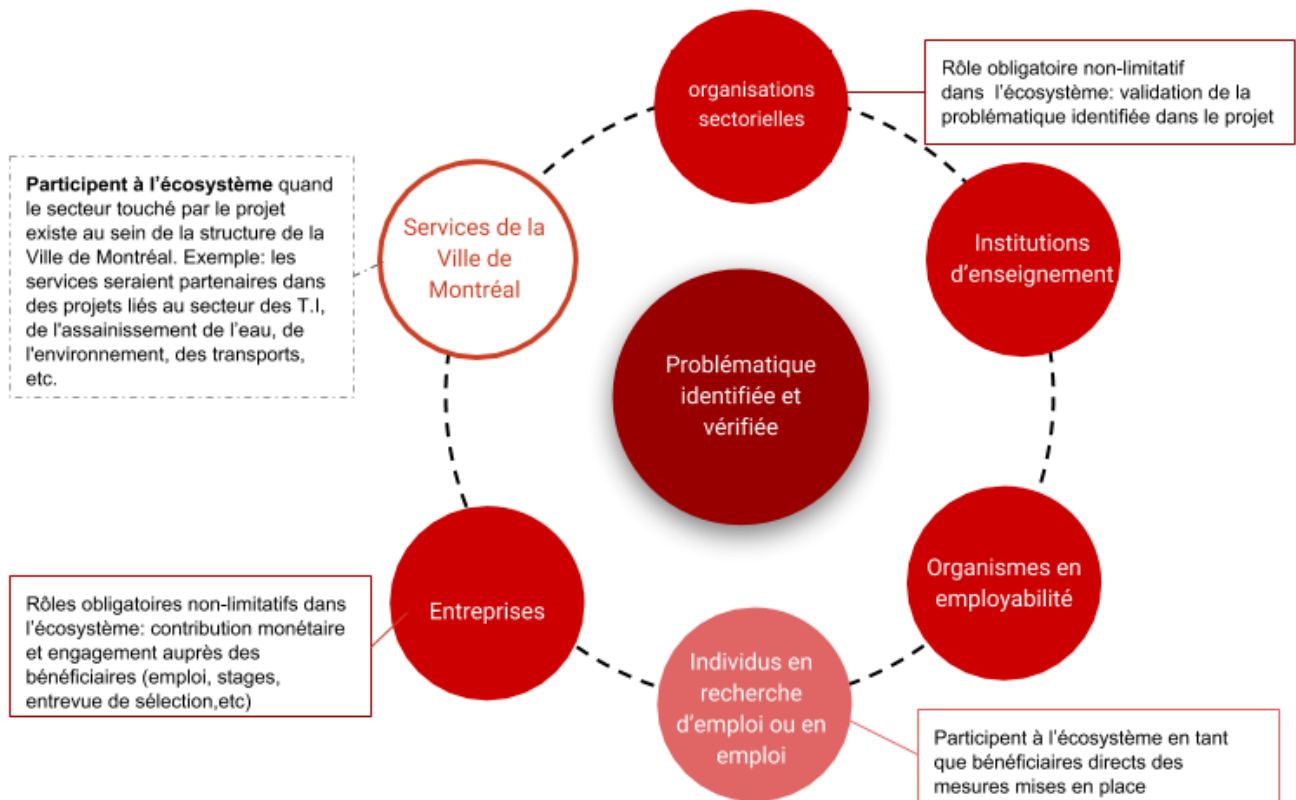 organisations
sectorielles
Rôle obligatoire non-limitatif
dans l'écosystème: validation de la
problématique identifiée dans le projet
Participent à l'écosystème quand
le secteur touché par le projet
existe au sein de la structure de la
Ville de Montréal. Exemple: les
services seraient partenaires dans
des projets liés au secteur des T.I,
de l'assainissement de l'eau, de
l'environnement, des transports,
etc.
Services de la
Ville de
Montréal
Institutions
d'enseignement
Problématique
identifiée et
vérifiée
Organismes en
employabilité
Entreprises
Rôles obligatoires non-limitatifs dans
l'écosystème: contribution monétaire
et engagement auprès des
bénéficiaires (emploi, stages,
entrevue de sélection,etc)
Individus en
recherche
d'emploi ou en
emploi
Participent à l'écosystème en tant
que bénéficiaires directs des
mesures mises en place